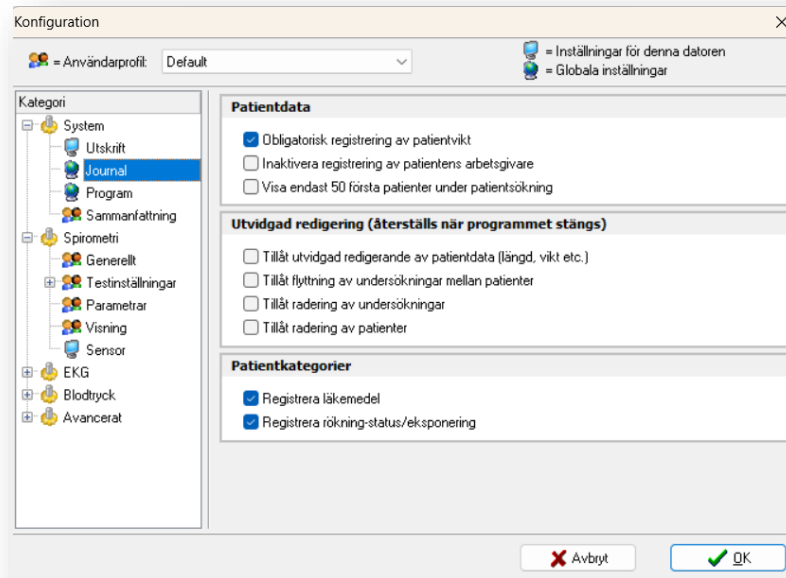 Konfiguration
= Användarprofil: Default
= Inställningar för denna datoren
= Globala inställningar
Kategori
System
Utskrift
Journal
Program
Sammanfattning
Spirometri
Generellt
Testinställningar
Parametrar
Visning
Sensor
EKG
Blodtryck
Avancerat
Patientdata
Obligatorisk registrering av patientvikt
Inaktivera registrering av patientens arbetsgivare
Visa endast 50 första patienter under patientsökning
Utvidgad redigering (återställs när programmet stängs)
Tillåt utvidgad redigerande av patientdata (längd, vikt etc.)
Tillåt flyttning av undersökningar mellan patienter
Tillåt radering av undersökningar
Tillåt radering av patienter
Patientkategorier
Registrera läkemedel
Registrera rökning-status/eksponering
Avbryt
OK